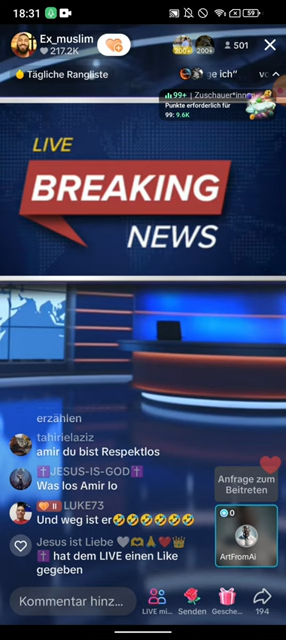 18:31
59
Ex_muslim
217.2K
200+
200+
501
Tägliche Rangliste
ge ich"
99+ | Zuschauer*innen
Punkte erforderlich für
99: 9.6K
LIVE
BREAKING
NEWS
erzählen
tahirielaziz
amir du bist Respektlos
✝️JESUS-IS-GOD✝️
Was los Amir lo
II LUKE73
Und weg ist er🤣🤣🤣🤣🤣🤣
Jesus ist Liebe 🩶🫶🙏❤️👑
✝️ hat dem LIVE einen Like
gegeben
Anfrage zum
Beitreten
0
ArtFromAi
Kommentar hinz...
LIVE mi...
Senden
Gesche...
194